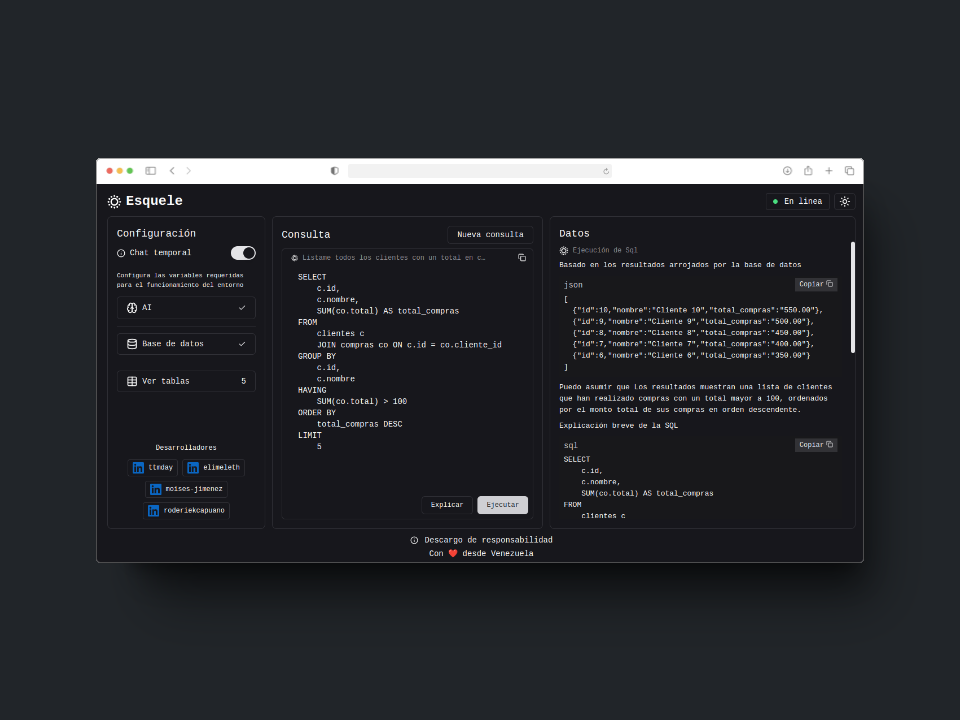 Esquele
En linea
Configuración
Chat temporal
Configura las variables requeridas
para el funcionamiento del entorno
AI
Base de datos
Ver tablas 5
Desarrolladores
ttmday elimeleth
moises-jimenez
roderiekcapuano
Consulta
Nueva consulta
Listame todos los clientes con un total en c…
SELECT
c.id,
c.nombre,
SUM(co.total) AS total_compras
FROM
clientes c
JOIN compras co ON c.id = co.cliente_id
GROUP BY
c.id,
c.nombre
HAVING
SUM(co.total) > 100
ORDER BY
total_compras DESC
LIMIT
5
Explicar Ejecutar
Datos
Ejecución de Sql
Basado en los resultados arrojados por la base de datos
json Copiar
[
{"id":10,"nombre":"Cliente 10","total_compras":"550.00"},
{"id":9,"nombre":"Cliente 9","total_compras":"500.00"},
{"id":8,"nombre":"Cliente 8","total_compras":"450.00"},
{"id":7,"nombre":"Cliente 7","total_compras":"400.00"},
{"id":6,"nombre":"Cliente 6","total_compras":"350.00"}
]
Puedo asumir que Los resultados muestran una lista de clientes
que han realizado compras con un total mayor a 100, ordenados
por el monto total de sus compras en orden descendente.
Explicación breve de la SQL
sql Copiar
SELECT
c.id,
c.nombre,
SUM(co.total) AS total_compras
FROM
clientes c
Descargo de responsabilidad
Con ❤️ desde Venezuela